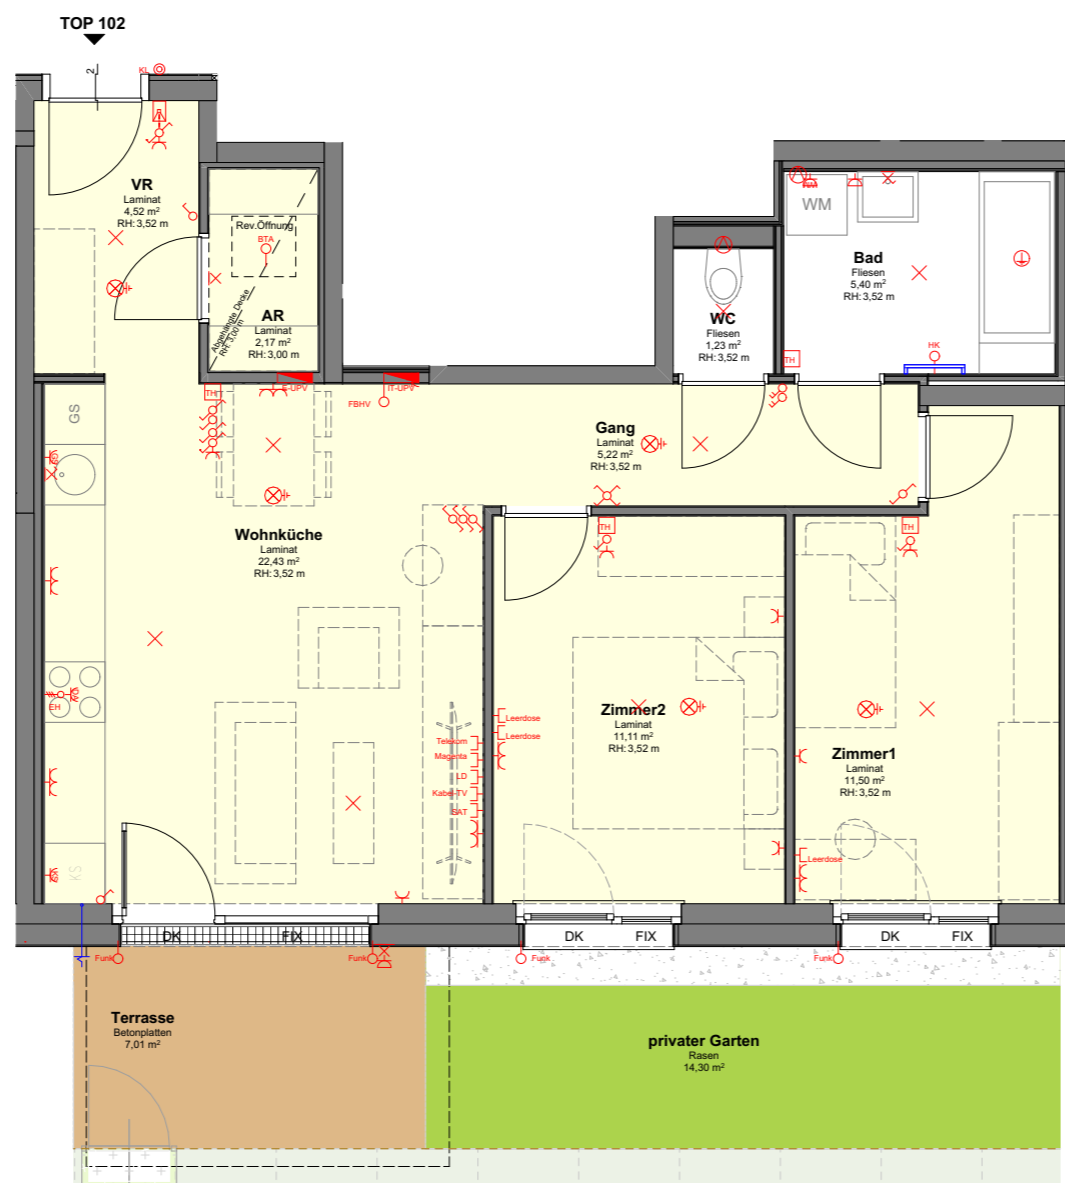 TOP 102
2
KL
VR
Laminat
4,52 m²
RH: 3,52 m
Rev.Öffnung
BTA
Abgehängte Decke
RH: 3,00 m
AR
Laminat
2,17 m²
RH: 3,00 m
WM
Bad
Fliesen
5,40 m²
RH: 3,52 m
WC
Fliesen
1,23 m²
RH: 3,52 m
TH
HK
TH
E-UPV
IT-UPV
FBHV
GS
GS
Gang
Laminat
5,22 m²
RH: 3,52 m
Wohnküche
Laminat
22,43 m²
RH: 3,52 m
TH
TH
EH
DA
Zimmer2
Laminat
11,11 m²
RH: 3,52 m
Leerdose
Leerdose
Telekom
Magenta
LD
Kabel-TV
SAT
Zimmer1
Laminat
11,50 m²
RH: 3,52 m
Leerdose
KS
KS
DK
FIX
DK
FIX
DK
FIX
Funk
Funk
Funk
Funk
Terrasse
Betonplatten
7,01 m²
privater Garten
Rasen
14,30 m²